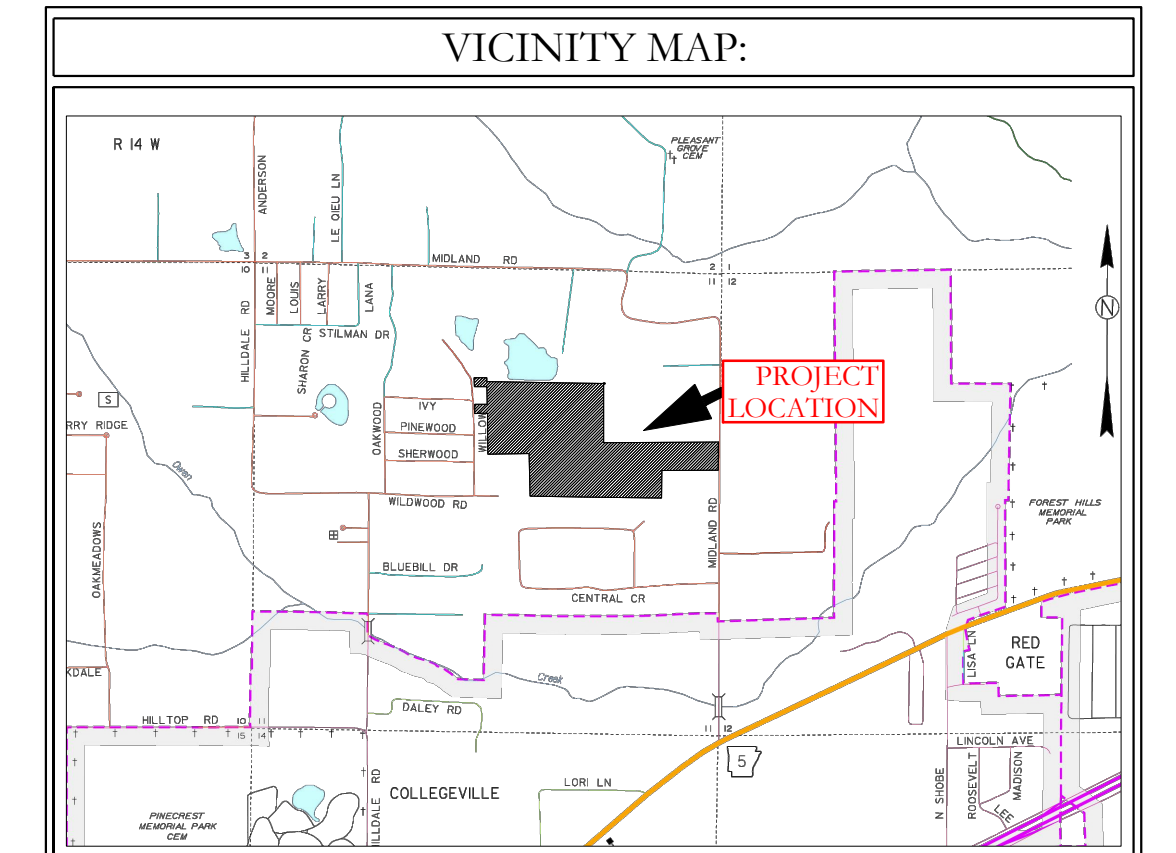 VICINITY MAP:
R 14 W
ANDERSON
LE QIEU LN
PLEASANT
GROVE
CEM
MIDLAND RD
3 2
10 11
2 1
11 12
HILLDALE RD
MOORE
LOUIS
LARRY
LANA
STILMAN DR
SHARON CR
N
PROJECT
LOCATION
S
RRY RIDGE
OAKWOOD
IVY
PINEWOOD
SHERWOOD
WILLOW
WILDWOOD RD
Owen
OAKMEADOWS
MIDLAND RD
FOREST HILLS
MEMORIAL
PARK
BLUEBILL DR
CENTRAL CR
LISA LN
RED
GATE
KDALE
Creek
DALEY RD
HILLTOP RD
10 11
15 14
11 12
5
LINCOLN AVE
N SHOBE
ROOSEVELT
MADISON
LEE
LORI LN
COLLEGEVILLE
ILLDALE RD
PINECREST
MEMORIAL PARK
CEM